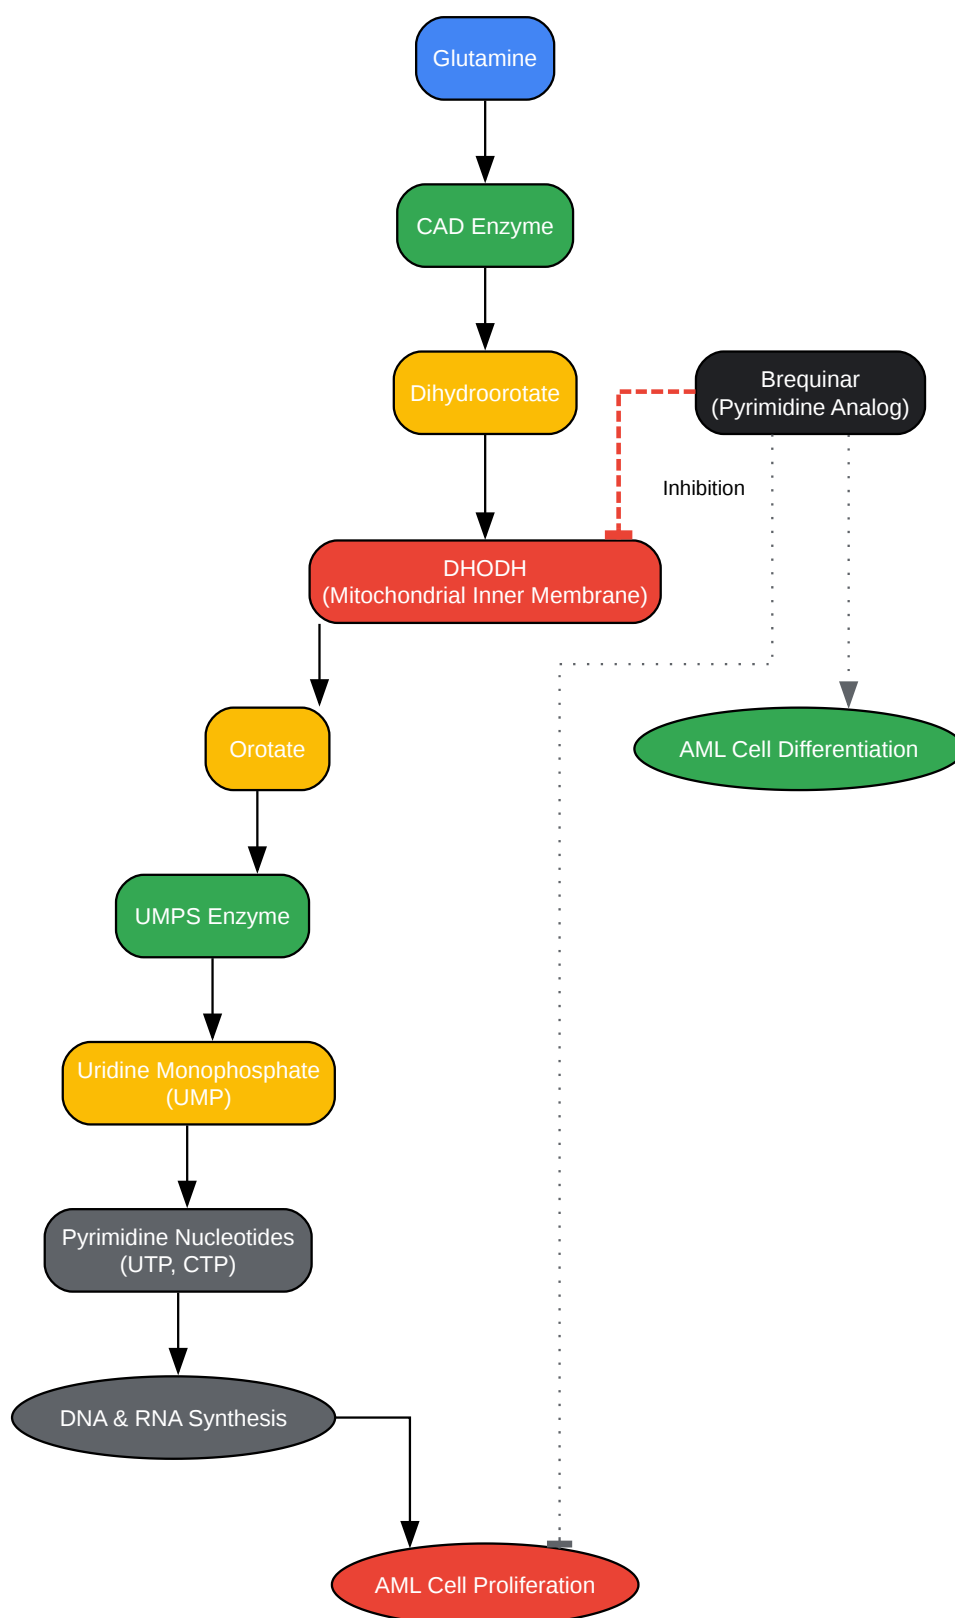 Glutamine
CAD Enzyme
Dihydroorotate
Brequinar
(Pyrimidine Analog)
Inhibition
DHODH
(Mitochondrial Inner Membrane)
Orotate
AML Cell Differentiation
UMPS Enzyme
Uridine Monophosphate
(UMP)
Pyrimidine Nucleotides
(UTP, CTP)
DNA & RNA Synthesis
AML Cell Proliferation